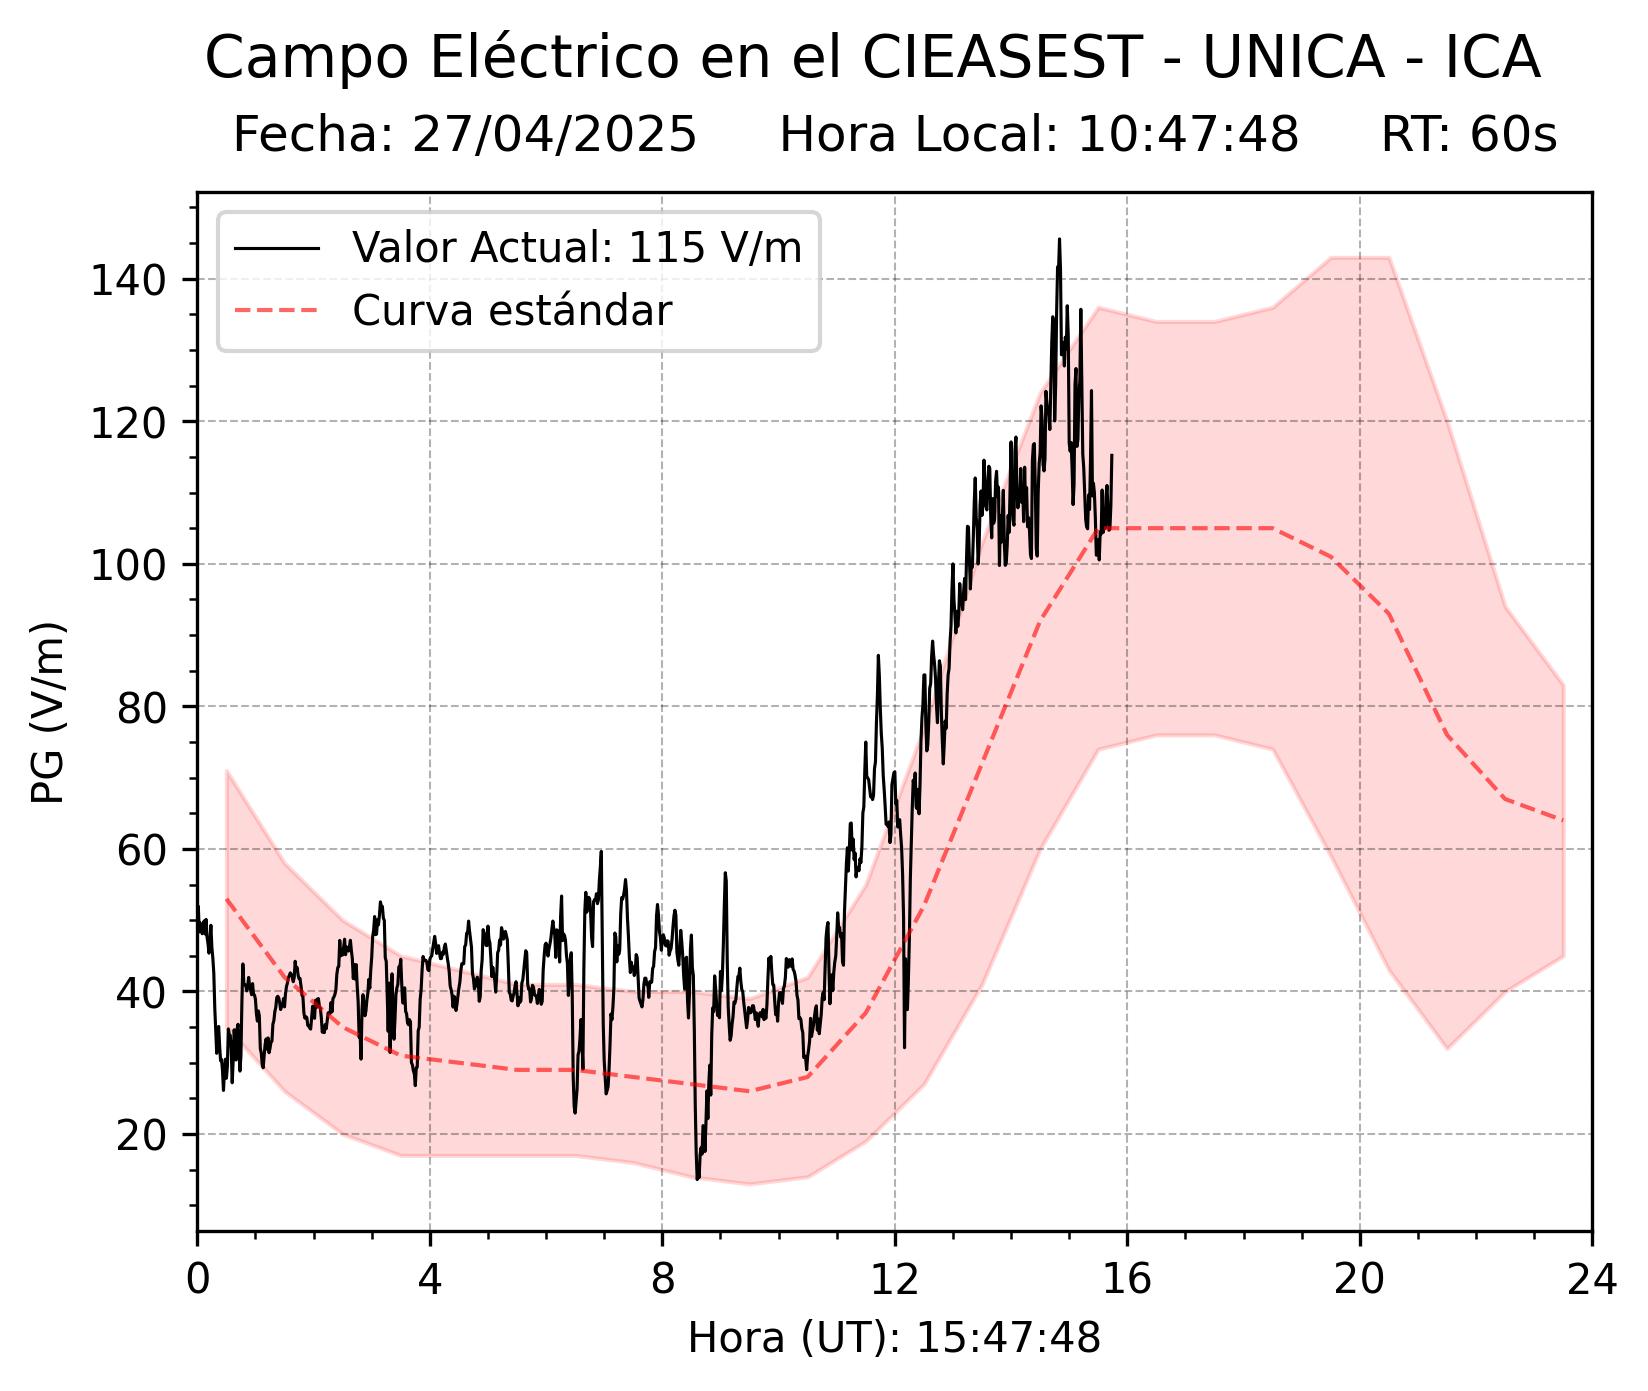 Campo Eléctrico en el CIEASEST - UNICA - ICA
Fecha: 27/04/2025 Hora Local: 10:47:48 RT: 60s
Valor Actual: 115 V/m
Curva estándar
140
120
100
80
60
40
20
PG (V/m)
0 4 8 12 16 20 24
Hora (UT): 15:47:48